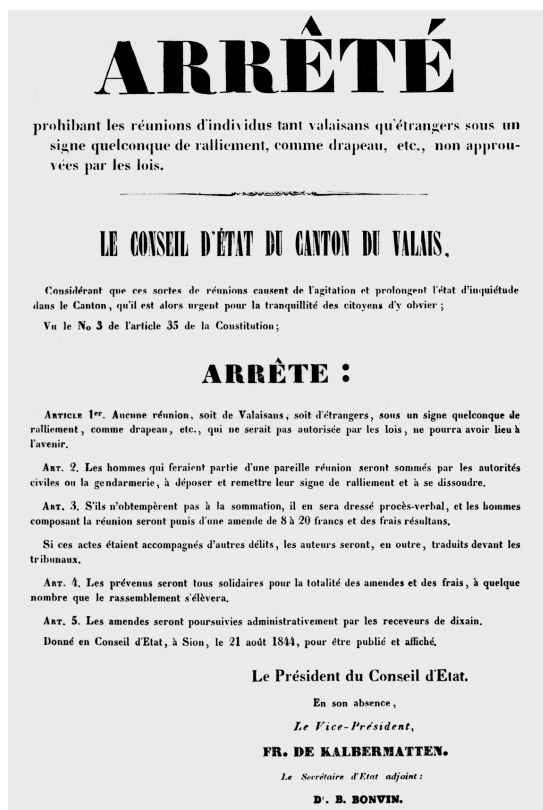 ARRÊTÉ
prohibant les réunions d'individus tant valaisans qu'étrangers sous un
signe quelconque de ralliement, comme drapeau, etc., non approu-
vées par les lois.
LE CONSEIL D'ÉTAT DU CANTON DU VALAIS,
Considérant que ces sortes de réunions causent de l'agitation et prolongent l'état d'inquiétude
dans le Canton, qu'il est alors urgent pour la tranquillité des citoyens d'y obvier ;
Vu le No 3 de l'article 35 de la Constitution ;
ARRÊTE :
ARTICLE 1er. Aucune réunion, soit de Valaisans, soit d'étrangers, sous un signe quelconque de
ralliement, comme drapeau, etc., qui ne serait pas autorisée par les lois, ne pourra avoir lieu à
l'avenir.
ART. 2. Les hommes qui feraient partie d'une pareille réunion seront sommés par les autorités
civiles ou la gendarmerie, à déposer et remettre leur signe de ralliement et à se dissoudre.
ART. 3. S'ils n'obtempèrent pas à la sommation, il en sera dressé procès-verbal, et les hommes
composant la réunion seront punis d'une amende de 8 à 20 francs et des frais résultans.
Si ces actes étaient accompagnés d'autres délits, les auteurs seront, en outre, traduits devant les
tribunaux.
ART. 4. Les prévenus seront tous solidaires pour la totalité des amendes et des frais, à quelque
nombre que le rassemblement s'élèvera.
ART. 5. Les amendes seront poursuivies administrativement par les receveurs de dixain.
Donné en Conseil d'Etat, à Sion, le 21 août 1844, pour être publié et affiché.
Le Président du Conseil d'Etat.
En son absence,
Le Vice-Président,
FR. DE KALBERMATTEN.
Le Secrétaire d'Etat adjoint :
Dr. B. BONVIN.